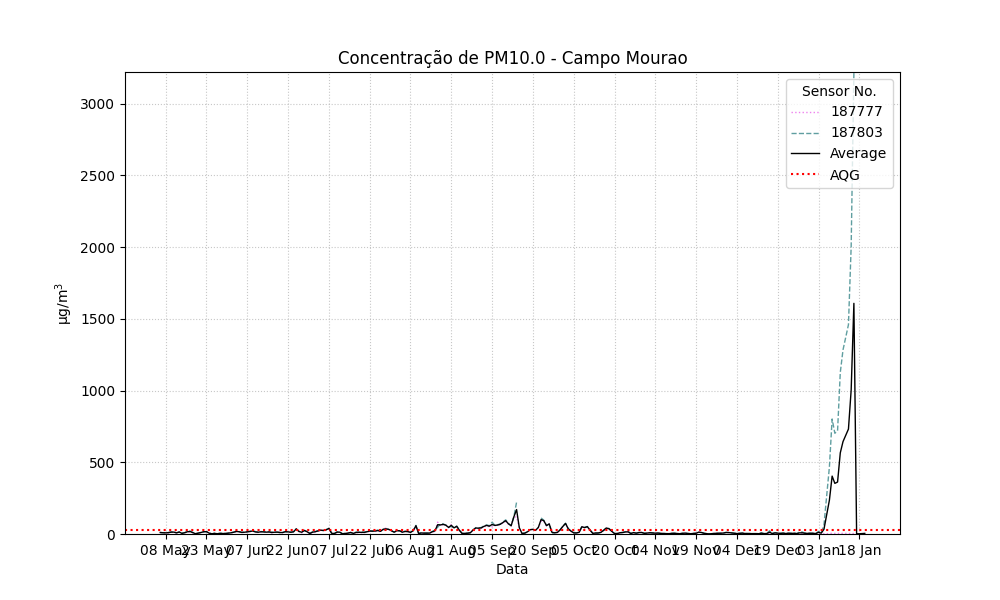 Concentração de PM10.0 - Campo Mourao
Sensor No.
187777
187803
Average
AQG
3000
2500
2000
1500
1000
500
0
µg/m³
08 May 23 May 07 Jun 22 Jun 07 Jul 22 Jul 06 Aug 21 Aug 05 Sep 20 Sep 05 Oct 20 Oct 04 Nov 19 Nov 04 Dec 19 Dec 03 Jan 18 Jan
Data